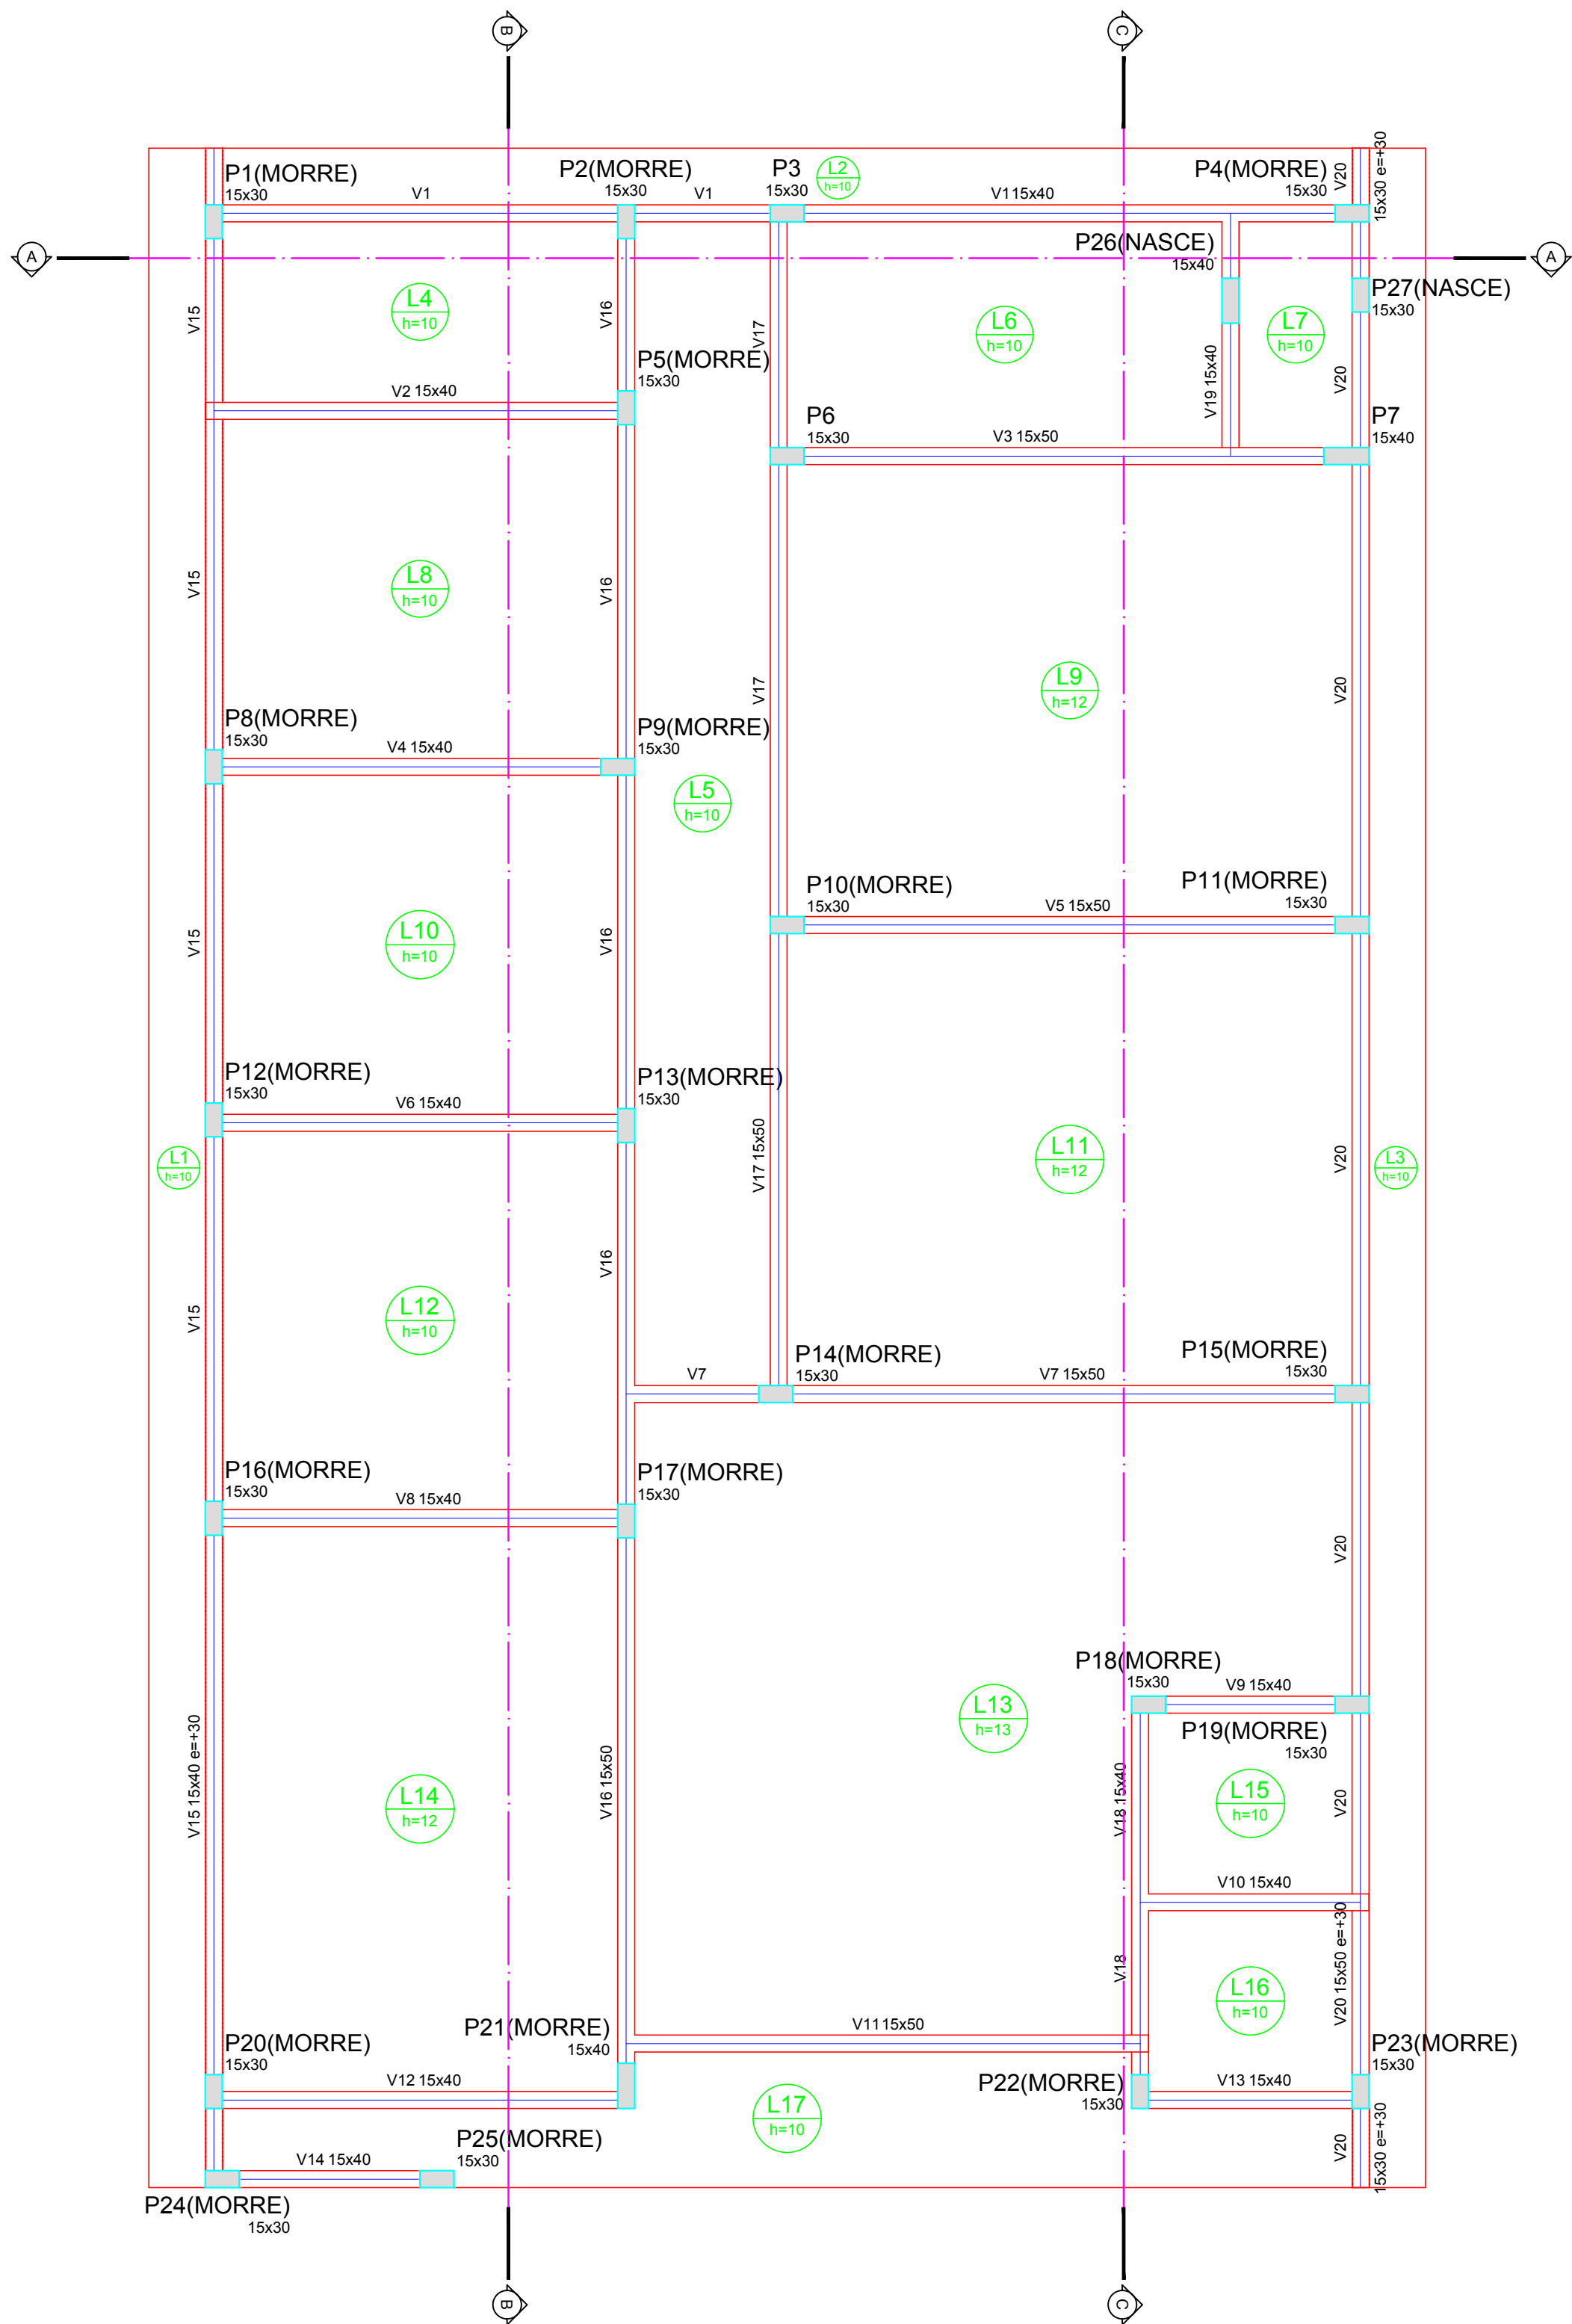 B
C
P1(MORRE)
15x30
V1
P2(MORRE)
15x30
V1
P3
15x30
L2
h=10
V115x40
P4(MORRE)
15x30
V20
15x30 e=+30
A
A
P26(NASCE)
15x40
P27(NASCE)
15x30
V15
L4
h=10
V16
V17
L6
h=10
L7
h=10
P5(MORRE)
15x30
V2 15x40
V19 15x40
V20
P6
15x30
V3 15x50
P7
15x40
V15
L8
h=10
V16
V17
L9
h=12
V20
P8(MORRE)
15x30
V4 15x40
P9(MORRE)
15x30
L5
h=10
P10(MORRE)
15x30
V5 15x50
P11(MORRE)
15x30
V15
L10
h=10
V16
P12(MORRE)
15x30
V6 15x40
P13(MORRE)
15x30
L1
h=10
V17 15x50
L11
h=12
V20
L3
h=10
V15
L12
h=10
V16
V7
P14(MORRE)
15x30
V7 15x50
P15(MORRE)
15x30
P16(MORRE)
15x30
V8 15x40
P17(MORRE)
15x30
V20
P18(MORRE)
15x30
V9 15x40
L13
h=13
P19(MORRE)
15x30
V15 15x40 e=+30
L14
h=12
V16 15x50
V18 15x40
L15
h=10
V20
V10 15x40
V18
L16
h=10
V20 15x50 e=+30
P20(MORRE)
15x30
V12 15x40
P21(MORRE)
15x40
V1115x50
P22(MORRE)
15x30
V13 15x40
P23(MORRE)
15x30
L17
h=10
V14 15x40
P25(MORRE)
15x30
V20
15x30 e=+30
P24(MORRE)
15x30
B
C